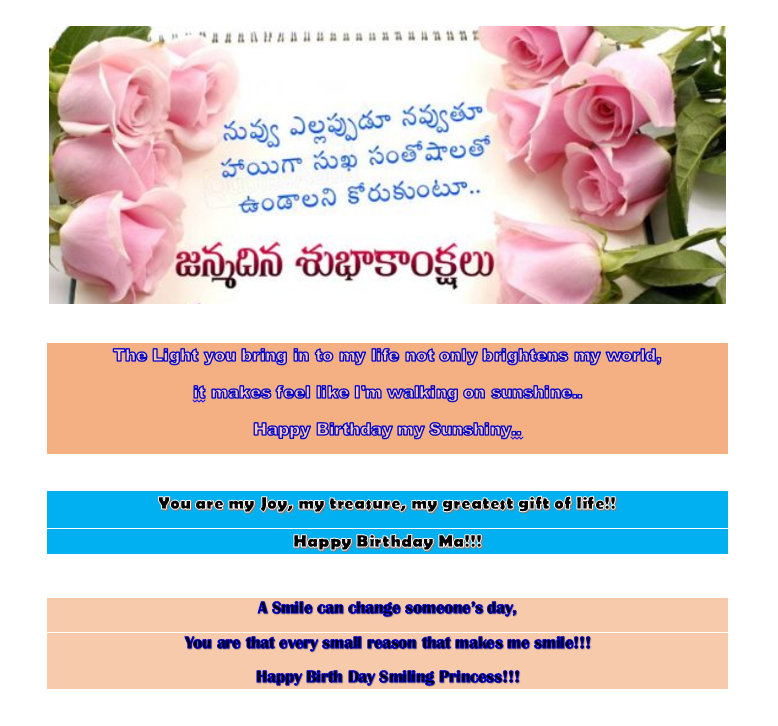 నువ్వు ఎల్లప్పుడూ నవ్వుతూ
హాయిగా సుఖ సంతోషాలతో
ఉండాలని కోరుకుంటూ..
జన్మదిన శుభాకాంక్షలు
The Light you bring in to my life not only brightens my world,
it makes feel like I'm walking on sunshine..
Happy Birthday my Sunshiny..
You are my Joy, my treasure, my greatest gift of life!!
Happy Birthday Ma!!!
A Smile can change someone’s day,
You are that every small reason that makes me smile!!!
Happy Birth Day Smiling Princess!!!